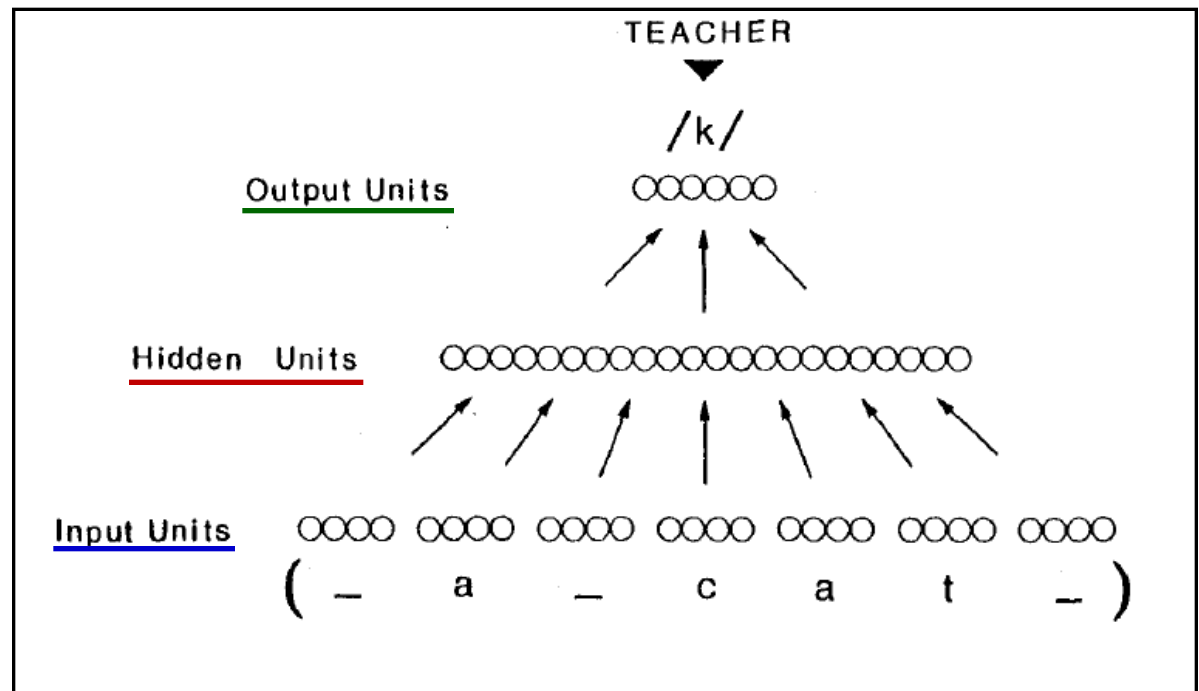 TEACHER
/k/
Output Units
Hidden Units
Input Units
( _ a _ c a t _ )